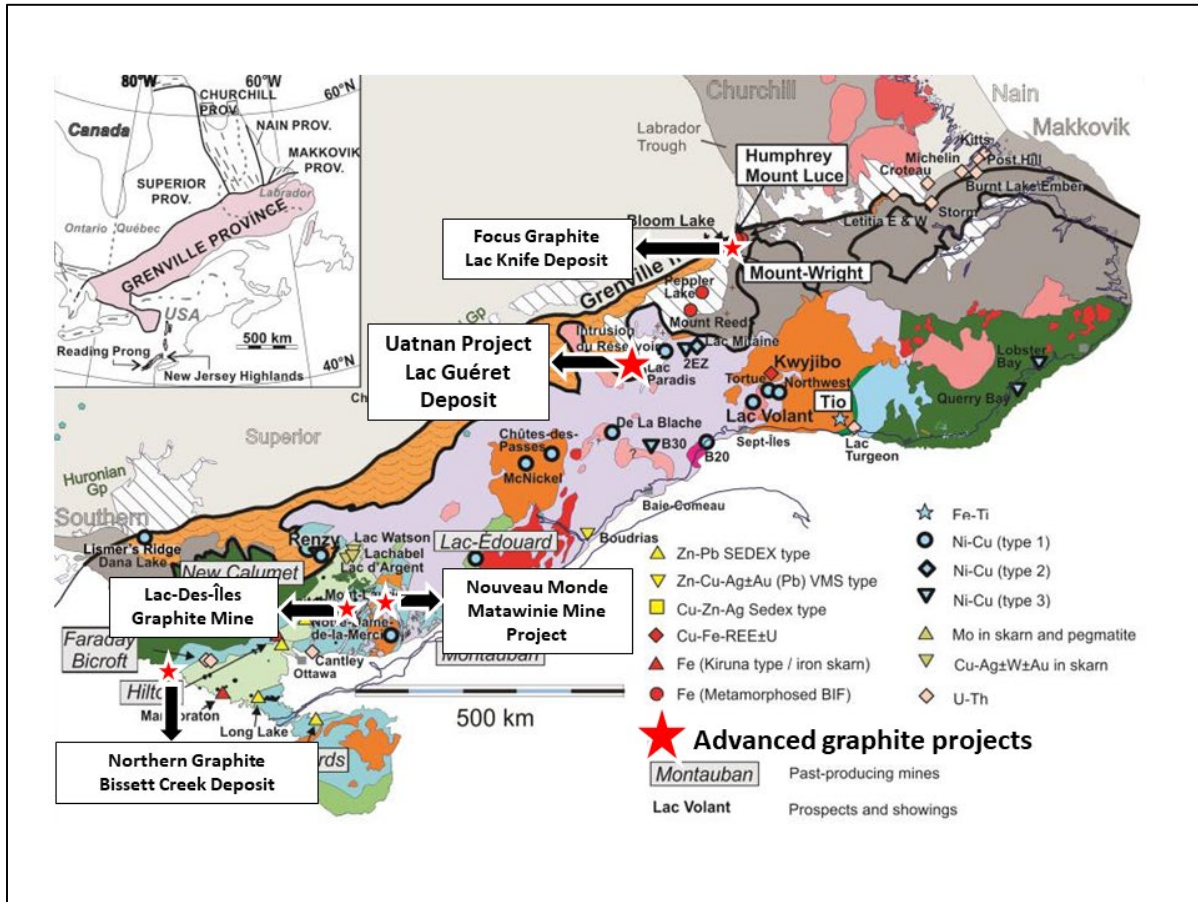 80°W
60°W
60°N
CHURCHILL
PROV.
Canada
NAIN PROV.
MAKKOVIK
PROV.
SUPERIOR
PROV.
Labrador
Ontario
Québec
GRENVILLE PROVINCE
USA
500 km
Reading Prong
40°N
New Jersey Highlands
Churchill
Nain
Makkovik
Labrador
Trough
Humphrey
Mount Luce
Kitts
Michelin
Post Hill
Croteau
Burnt Lake
Emben
Storm
Letitia E & W
Bloom Lake
Focus Graphite
Lac Knife Deposit
Mount-Wright
Grenville
Peppler
Lake
Mount Reed
Intrusion
du Réservoir
Lac Mitaine
2EZ
Lac
Paradis
Uatnan Project
Lac Guéret
Deposit
Kwyjibo
Tortue
Northwest
Lac Volant
Tio
Lobster
Bay
Querry Bay
Sept-Îles
Lac
Turgeon
De La Blache
B30
?
B20
Chûtes-des-
Passes
McNickel
Superior
Huronian
Gp
Southern
Baie-Comeau
Boudrias
Lismer's Ridge
Dana Lake
Renzy
Lac Watson
Lachabel
Lac d'Argent
Lac-Édouard
New Calumet
Lac-Des-Îles
Graphite Mine
Nouveau Monde
Matawinie Mine
Project
de-la-Merci
Montauban
Faraday
Bicroft
Cantley
Ottawa
Long Lake
500 km
Northern Graphite
Bissett Creek Deposit
Zn-Pb SEDEX type
Zn-Cu-Ag±Au (Pb) VMS type
Cu-Zn-Ag Sedex type
Cu-Fe-REE±U
Fe (Kiruna type / iron skarn)
Fe (Metamorphosed BIF)
Fe-Ti
Ni-Cu (type 1)
Ni-Cu (type 2)
Ni-Cu (type 3)
Mo in skarn and pegmatite
Cu-Ag±W±Au in skarn
U-Th
Advanced graphite projects
Montauban
Past-producing mines
Lac Volant
Prospects and showings